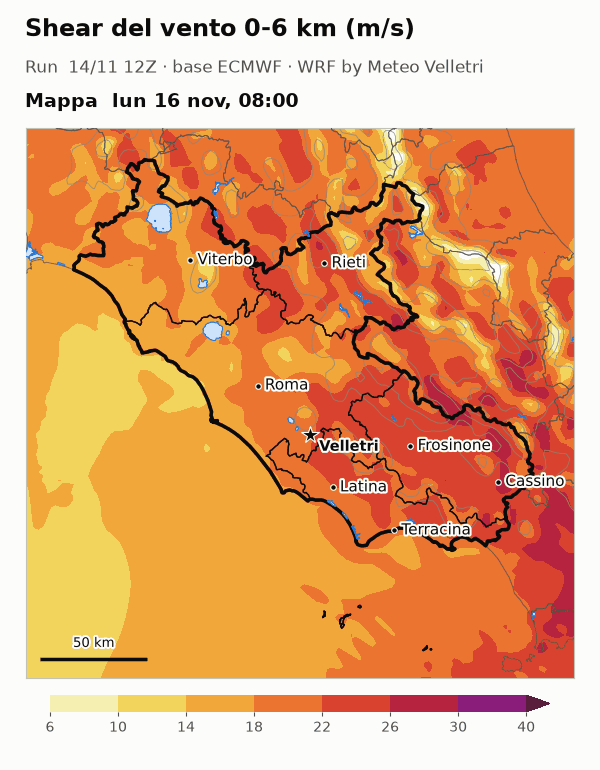 Shear del vento 0-6 km (m/s)
Run  14/11 12Z · base ECMWF · WRF by Meteo Velletri
Mappa  lun 16 nov, 08:00
Viterbo
Rieti
Roma
Velletri
Frosinone
Cassino
Latina
Terracina
50 km
6 10 14 18 22 26 30 40